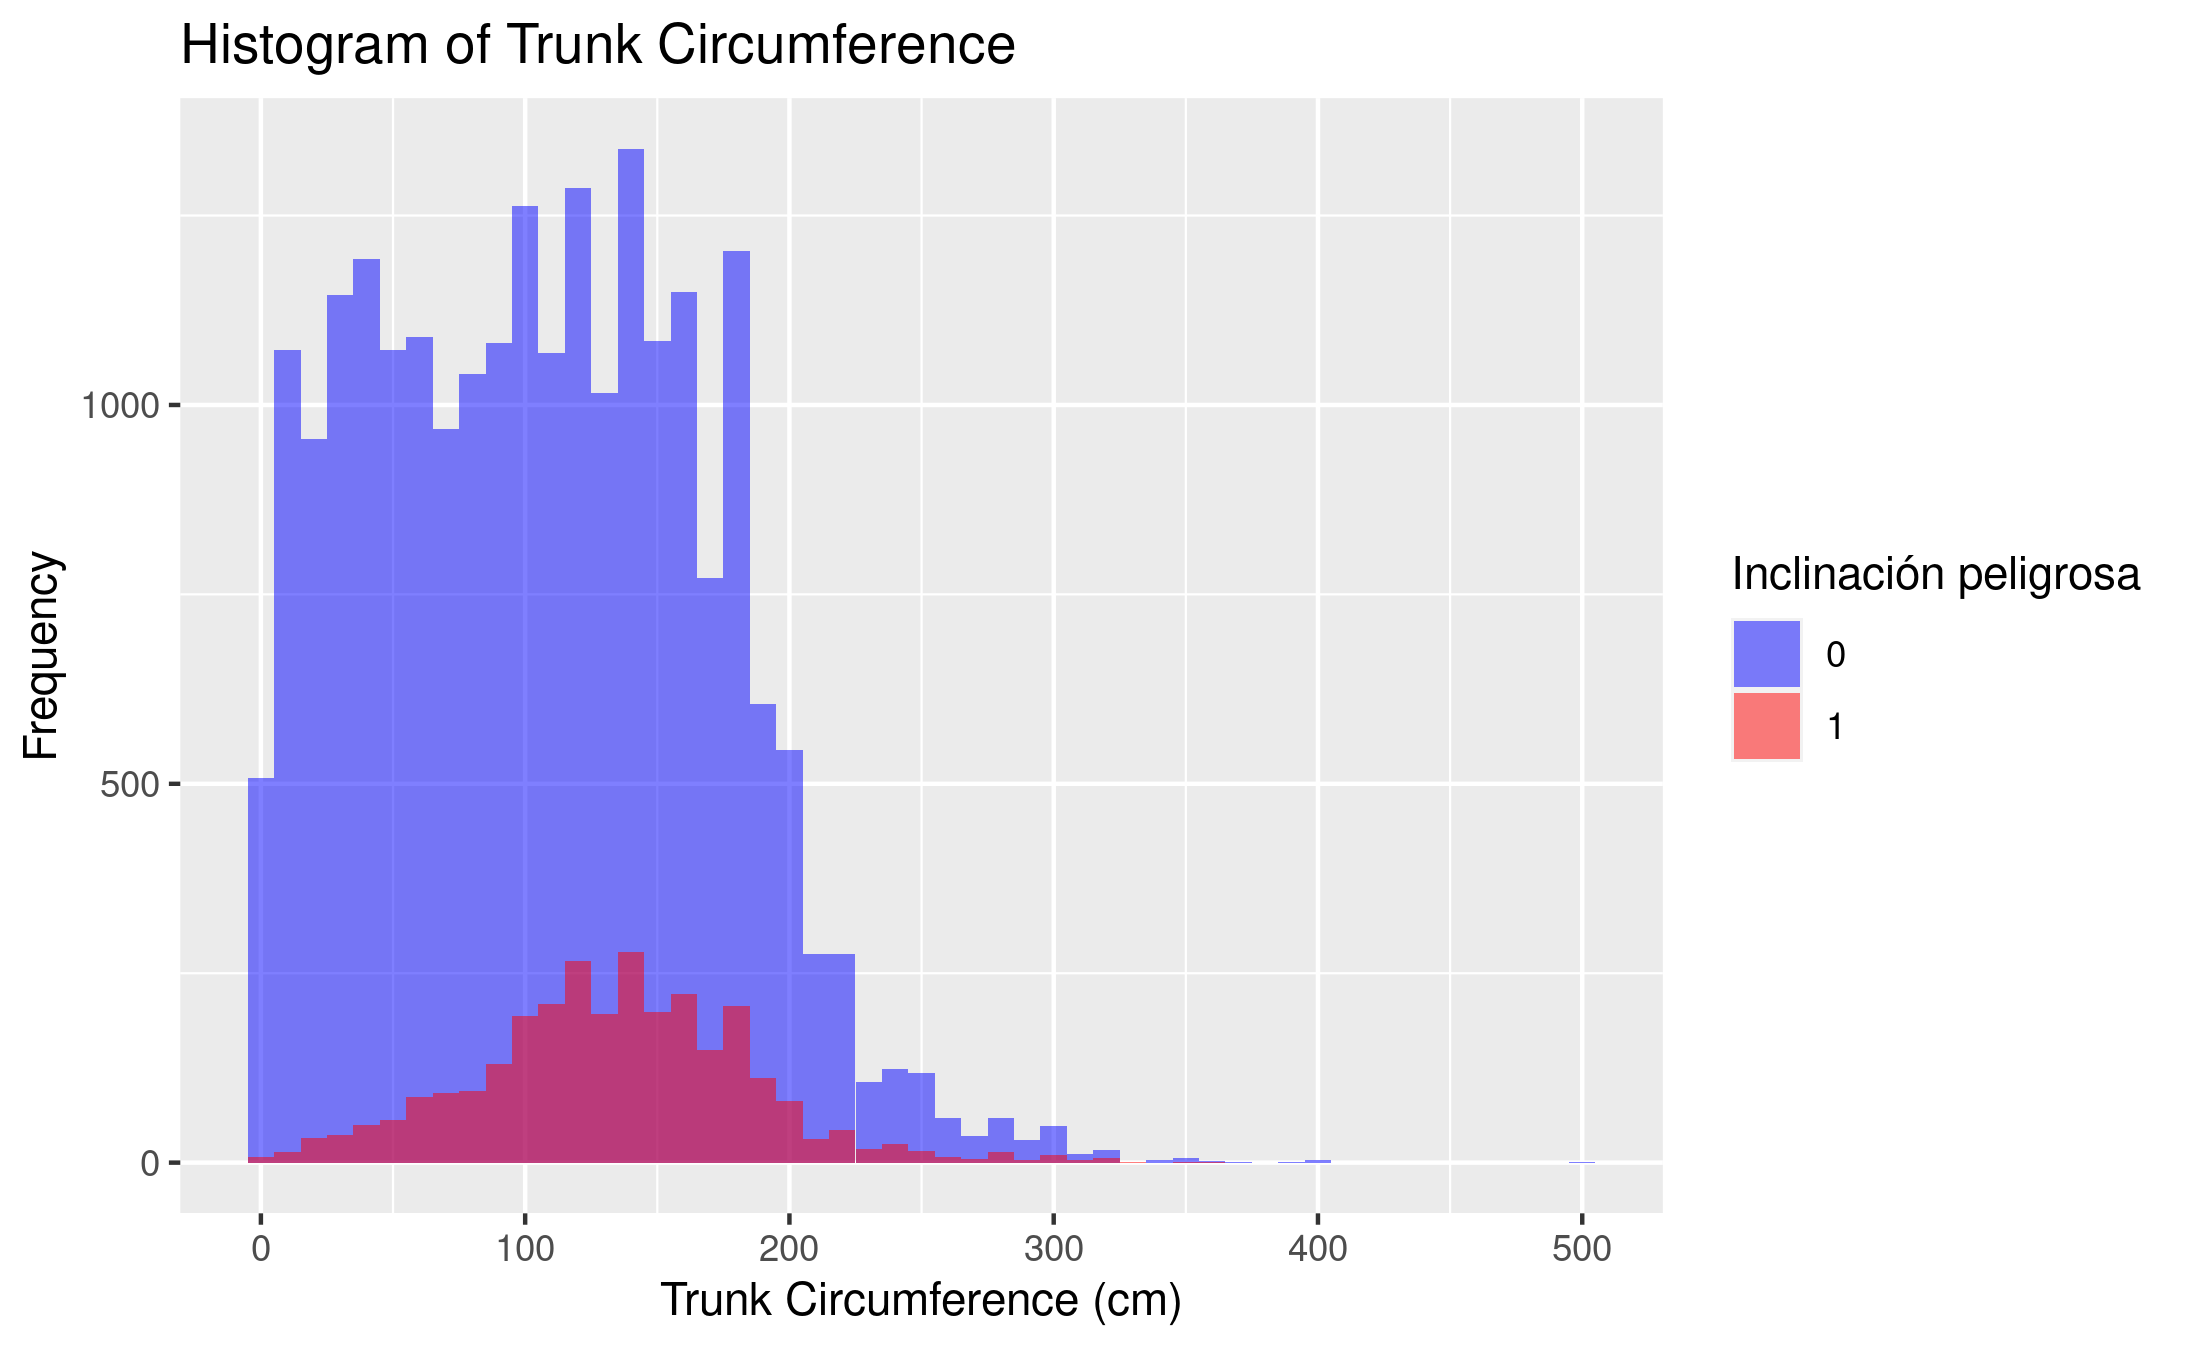 Histogram of Trunk Circumference
Frequency
1000
500
0
0 100 200 300 400 500
Trunk Circumference (cm)
Inclinación peligrosa
0
1